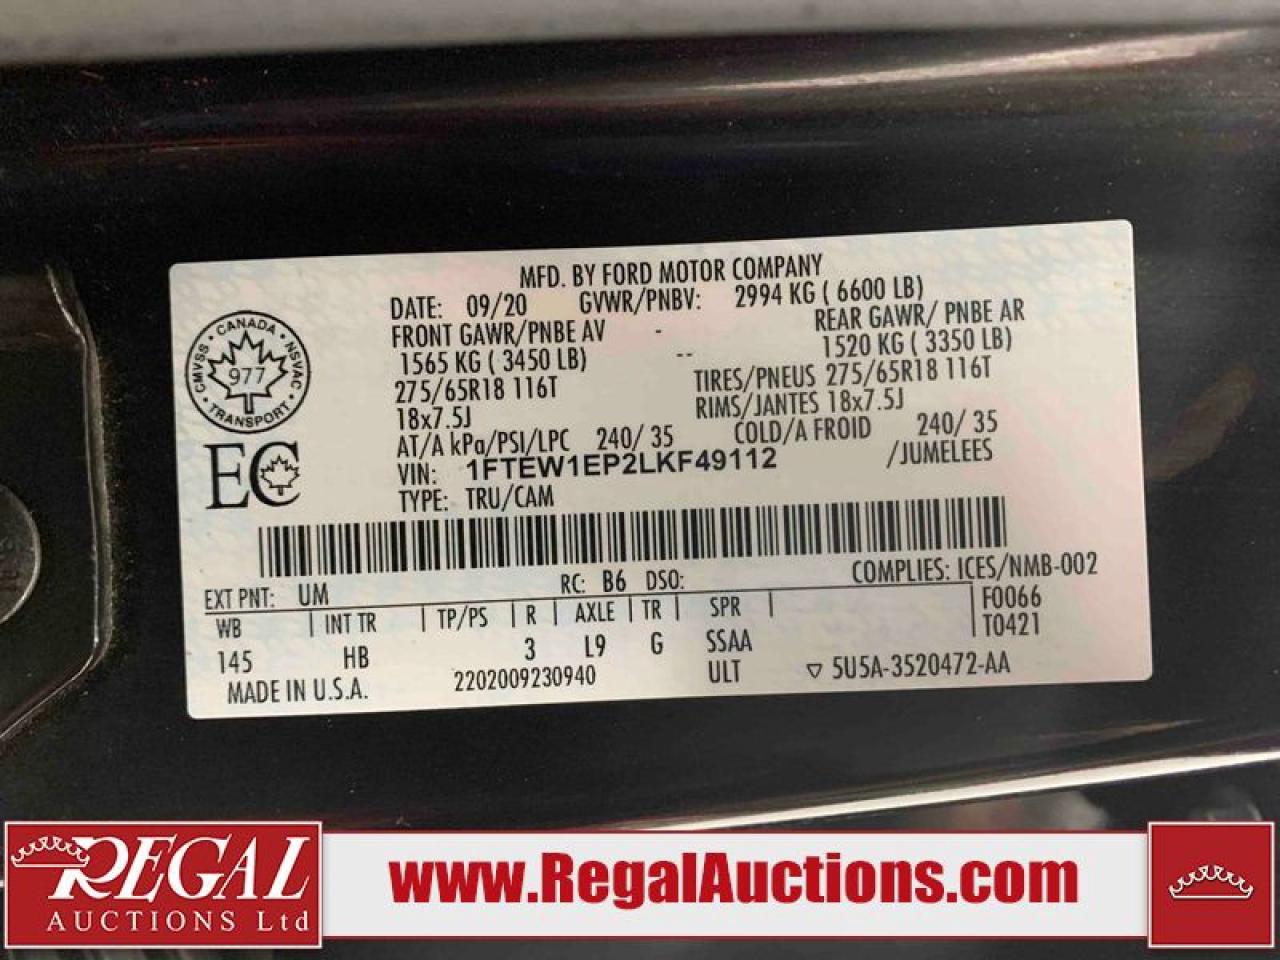 MFD. BY FORD MOTOR COMPANY
DATE: 09/20 GVWR/PNBV: 2994 KG ( 6600 LB)
FRONT GAWR/PNBE AV - REAR GAWR/ PNBE AR
1565 KG ( 3450 LB) -- 1520 KG ( 3350 LB)
275/65R18 116T TIRES/PNEUS 275/65R18 116T
18x7.5J RIMS/JANTES 18x7.5J
AT/A kPa/PSI/LPC 240/ 35 COLD/A FROID 240/ 35
VIN: 1FTEW1EP2LKF49112 /JUMELEES
TYPE: TRU/CAM
CANADA
CMVSS 977 NSVAC
TRANSPORT
EC
EXT PNT: UM RC: B6 DSO: COMPLIES: ICES/NMB-002
WB | INT TR | TP/PS | R | AXLE | TR | SPR | F0066
T0421
145 HB 3 L9 G SSAA
MADE IN U.S.A. 2202009230940 ULT ▽ 5U5A-3520472-AA
REGAL
AUCTIONS Ltd
www.RegalAuctions.com